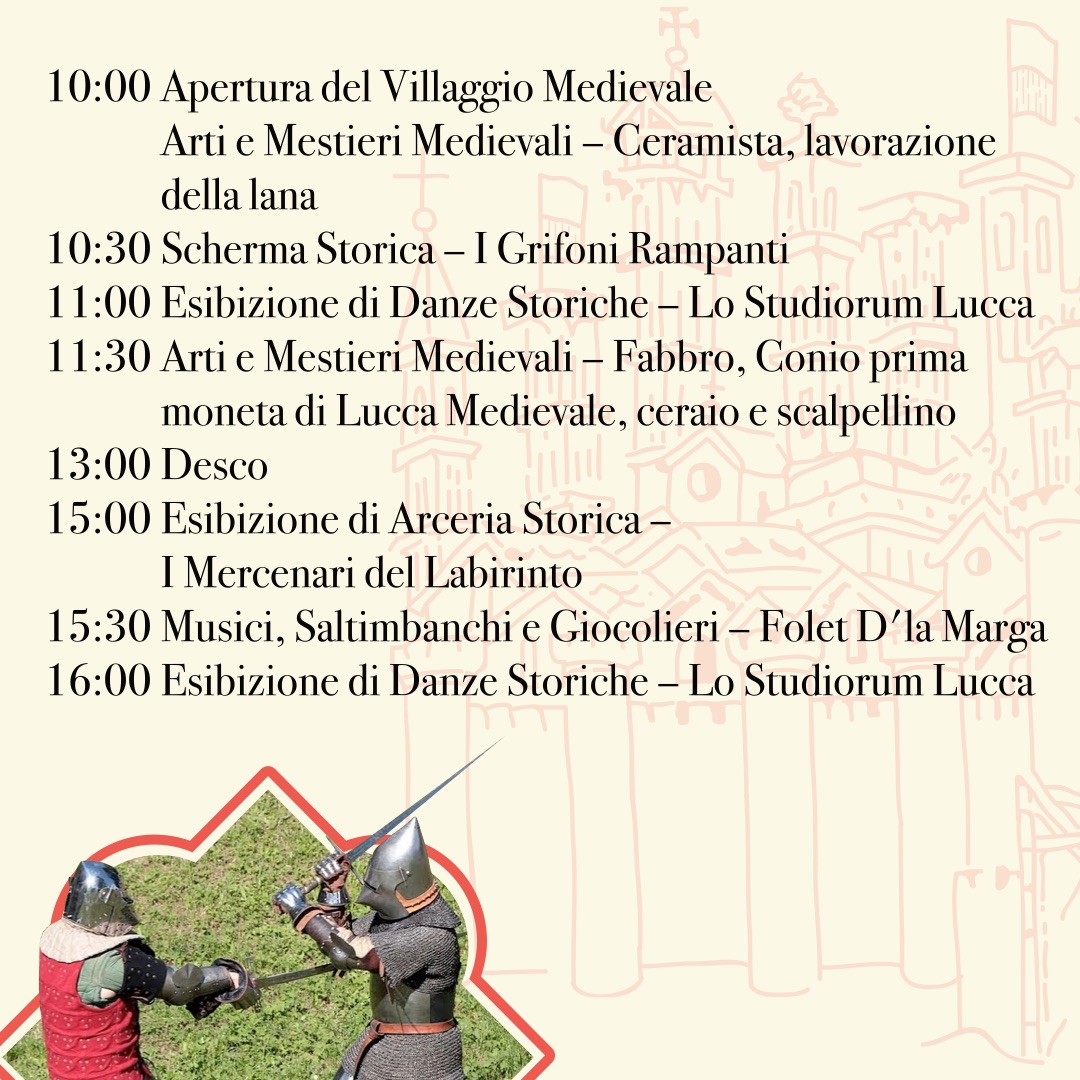 10:00 Apertura del Villaggio Medievale
Arti e Mestieri Medievali – Ceramista, lavorazione
della lana
10:30 Scherma Storica – I Grifoni Rampanti
11:00 Esibizione di Danze Storiche – Lo Studiorum Lucca
11:30 Arti e Mestieri Medievali – Fabbro, Conio prima
moneta di Lucca Medievale, ceraio e scalpellino
13:00 Desco
15:00 Esibizione di Arceria Storica –
I Mercenari del Labirinto
15:30 Musici, Saltimbanchi e Giocolieri – Folet D'la Marga
16:00 Esibizione di Danze Storiche – Lo Studiorum Lucca